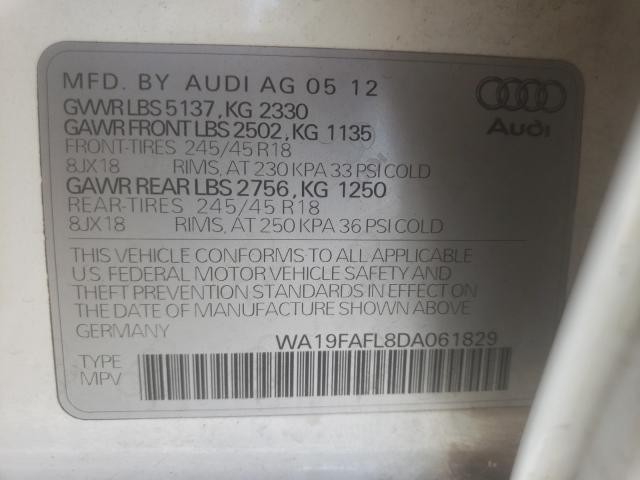 MFD. BY AUDI AG 05 12
GVWR LBS 5137, KG 2330
GAWR FRONT LBS 2502, KG 1135
FRONT-TIRES 245/45 R18
8JX18 RIMS, AT 230 KPA 33 PSI COLD
GAWR REAR LBS 2756, KG 1250
REAR-TIRES 245/45 R18
8JX18 RIMS, AT 250 KPA 36 PSI COLD
Audi
THIS VEHICLE CONFORMS TO ALL APPLICABLE
U.S. FEDERAL MOTOR VEHICLE SAFETY AND
THEFT PREVENTION STANDARDS IN EFFECT ON
THE DATE OF MANUFACTURE SHOWN ABOVE
GERMANY WA19FAFL8DA061829
TYPE
MPV